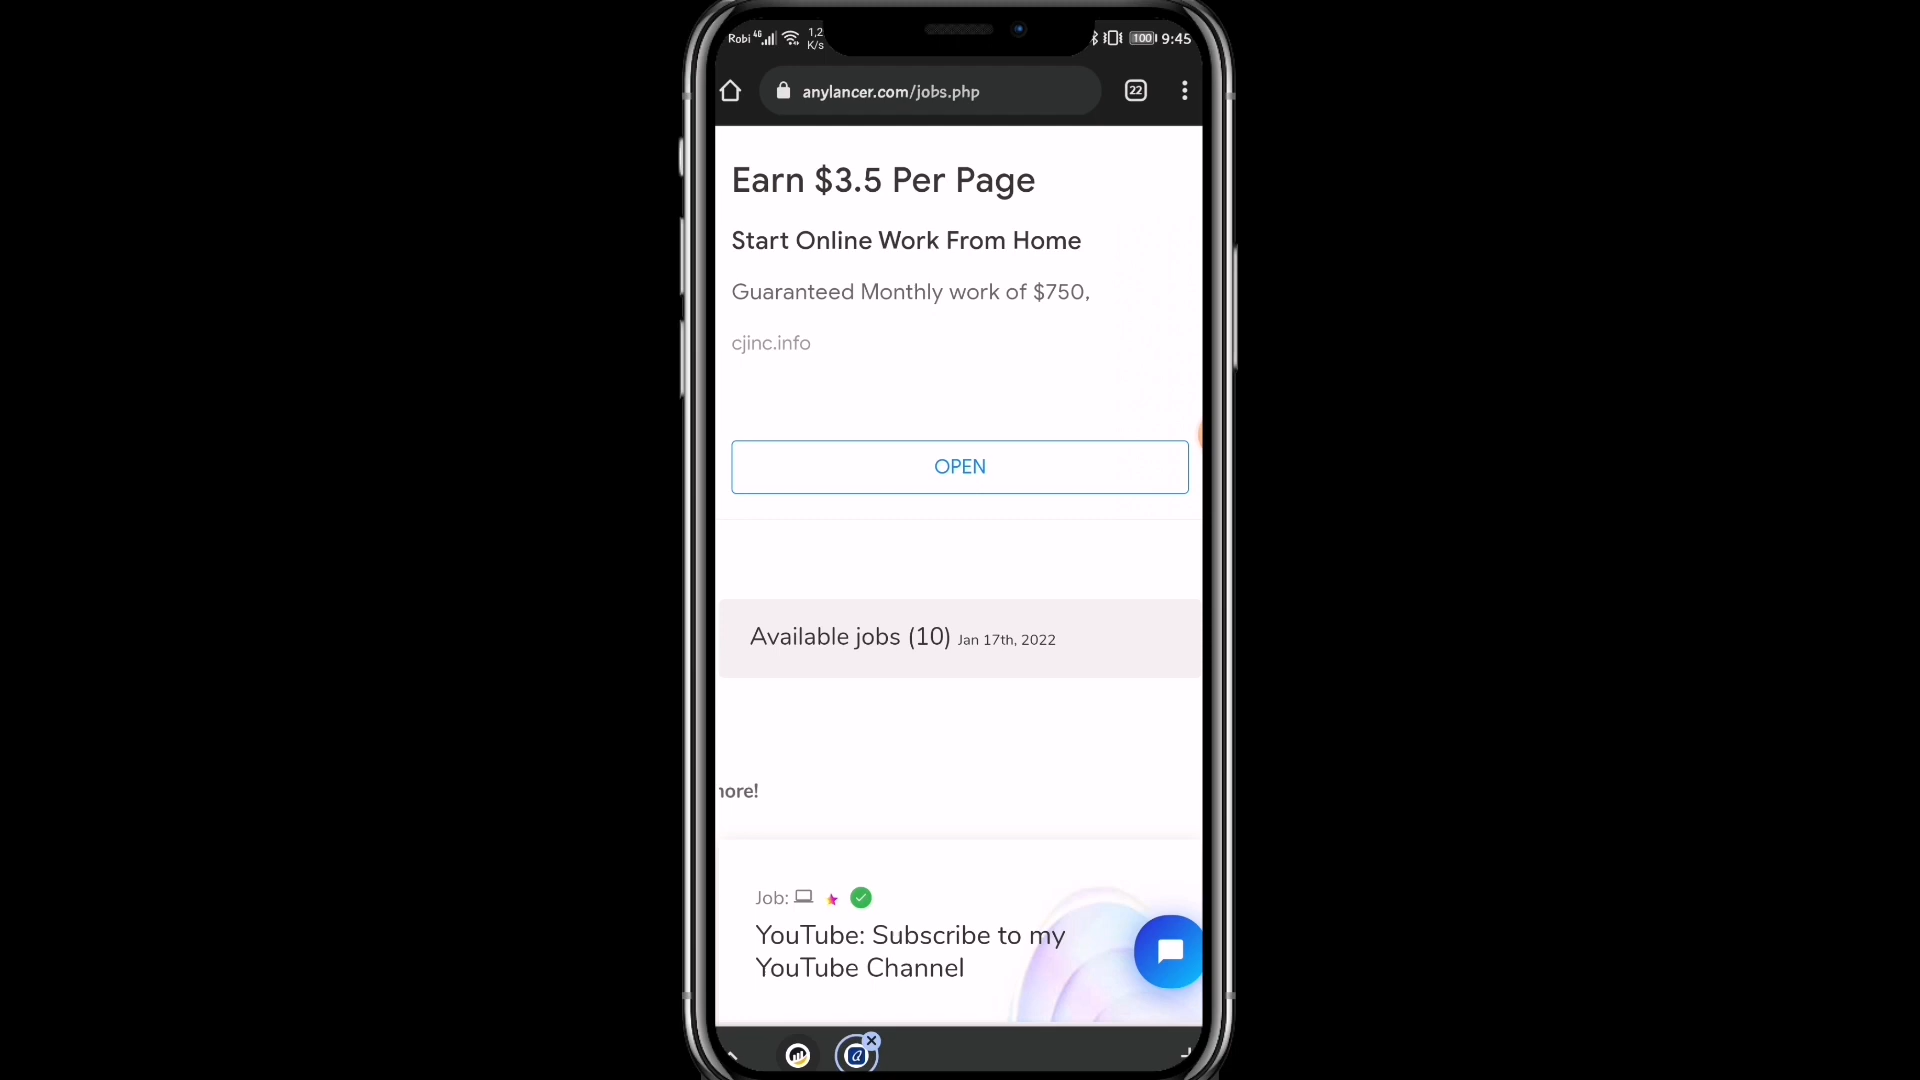 Robi 4G 1,2 K/s 100 9:45
anylancer.com/jobs.php 22
Earn $3.5 Per Page
Start Online Work From Home
Guaranteed Monthly work of $750,
cjinc.info
OPEN
Available jobs (10) Jan 17th, 2022
nore!
Job:
YouTube: Subscribe to my
YouTube Channel